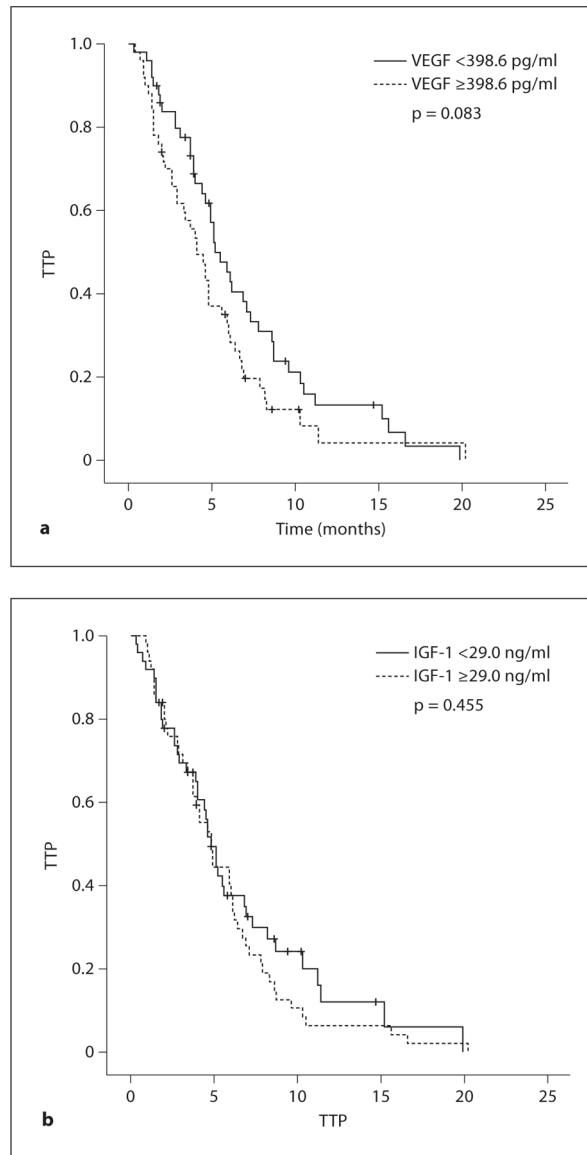 1.0
0.8
0.6
0.4
0.2
0
TTP
VEGF <398.6 pg/ml
VEGF ≥398.6 pg/ml
p = 0.083
0 5 10 15 20 25
Time (months)
a
1.0
0.8
0.6
0.4
0.2
0
TTP
IGF-1 <29.0 ng/ml
IGF-1 ≥29.0 ng/ml
p = 0.455
0 5 10 15 20 25
TTP
b